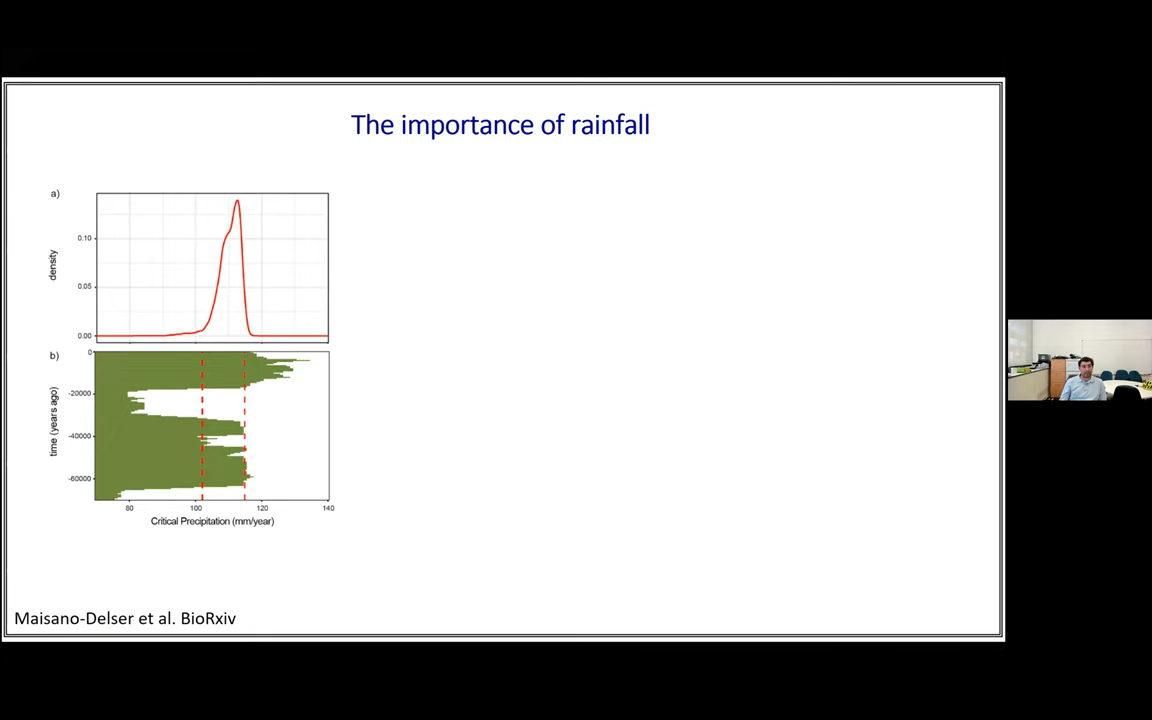 The importance of rainfall
a)
density
0.10
0.05
0.00
b)
time (years ago)
0
-20000
-40000
-60000
80 100 120 140
Critical Precipitation (mm/year)
Maisano-Delser et al. BioRxiv